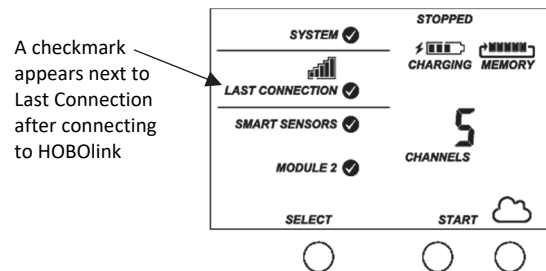 A checkmark
appears next to
Last Connection
after connecting
to HOBOlink
SYSTEM
LAST CONNECTION
SMART SENSORS
MODULE 2
SELECT
STOPPED
CHARGING MEMORY
5
CHANNELS
START